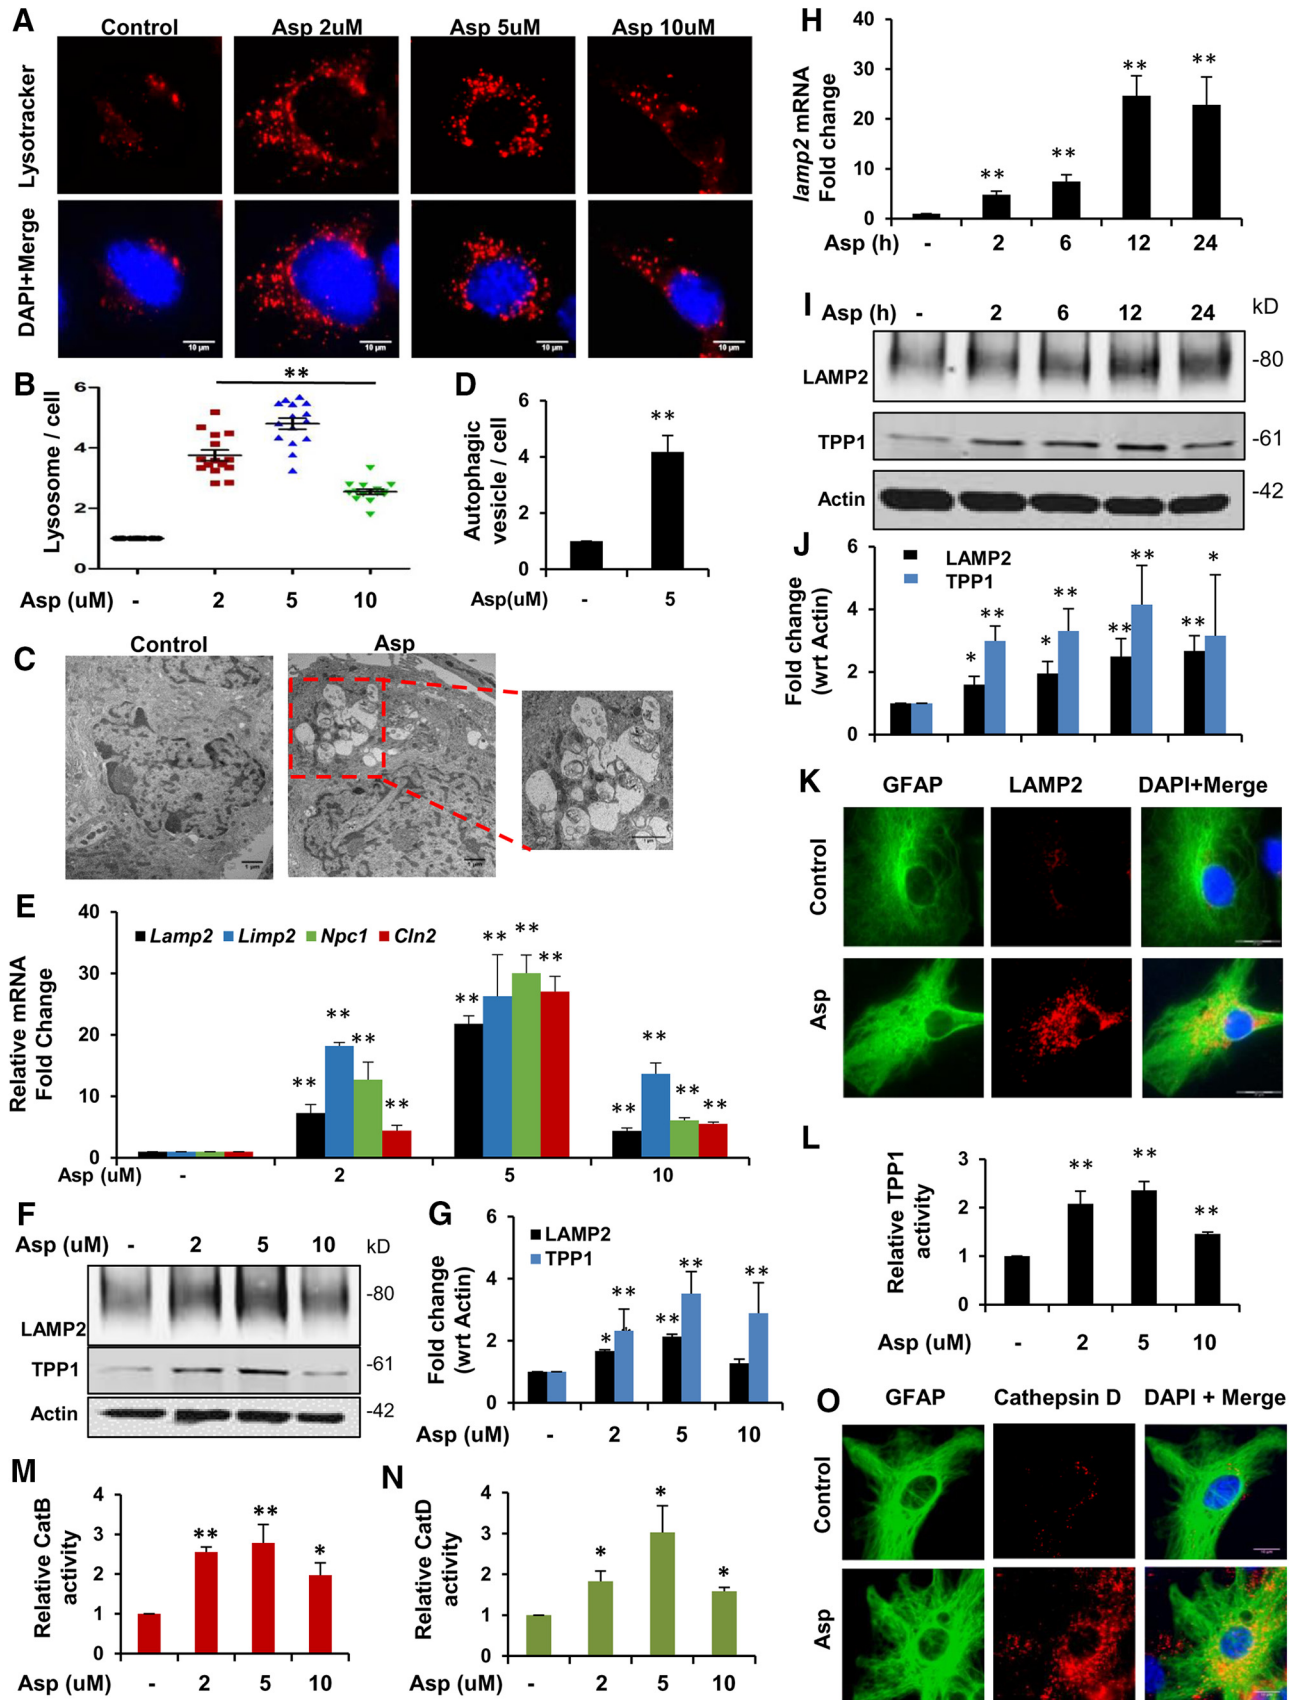 A
Control
Asp 2uM
Asp 5uM
Asp 10uM
Lysotracker
DAPI+Merge
10 μm
10 μm
10 μm
10 μm
B
Lysosome / cell
6
4
2
0
**
Asp (uM)
-
2
5
10
D
Autophagic
vesicle / cell
6
4
2
0
**
Asp(uM)
-
5
C
Control
Asp
1 μm
1 μm
E
Relative mRNA
Fold Change
40
30
20
10
0
Lamp2
Limp2
Npc1
Cln2
** ** ** **
** ** ** **
** ** ** **
Asp (uM)
-
2
5
10
F
Asp (uM) - 2 5 10 kD
LAMP2
-80
TPP1
-61
Actin
-42
G
Fold change
(wrt Actin)
6
4
2
0
LAMP2
TPP1
* **
** **
**
Asp (uM) - 2 5 10
H
lamp2 mRNA
Fold change
40
30
20
10
0
** ** ** **
Asp (h) - 2 6 12 24
I
Asp (h) - 2 6 12 24 kD
LAMP2
-80
TPP1
-61
Actin
-42
J
Fold change
(wrt Actin)
6
4
2
0
LAMP2
TPP1
* **
* **
** **
** *
K
GFAP
LAMP2
DAPI+Merge
Control
Asp
L
Relative TPP1
activity
3
2
1
0
** ** **
Asp (uM) - 2 5 10
M
Relative CatB
activity
4
3
2
1
0
** ** *
Asp (uM) - 2 5 10
N
Relative CatD
activity
4
3
2
1
0
* * *
Asp (uM) - 2 5 10
O
GFAP
Cathepsin D
DAPI + Merge
Control
Asp